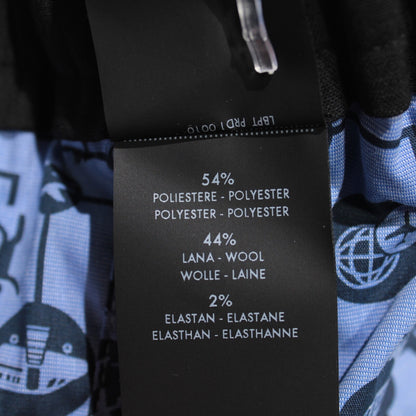 LBPT PRD1 0010
54%
POLIESTERE - POLYESTER
POLYESTER - POLYESTER
44%
LANA - WOOL
WOLLE - LAINE
2%
ELASTAN - ELASTANE
ELASTHAN - ELASTHANNE